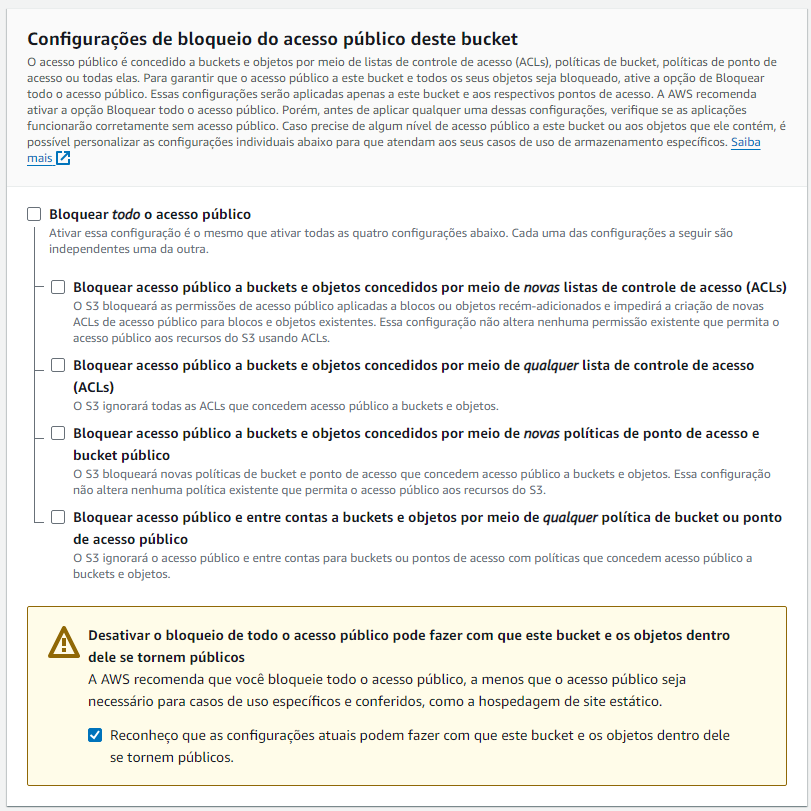 Configurações de bloqueio do acesso público deste bucket
O acesso público é concedido a buckets e objetos por meio de listas de controle de acesso (ACLs), políticas de bucket, políticas de ponto de
acesso ou todas elas. Para garantir que o acesso público a este bucket e todos os seus objetos seja bloqueado, ative a opção de Bloquear
todo o acesso público. Essas configurações serão aplicadas apenas a este bucket e aos respectivos pontos de acesso. A AWS recomenda
ativar a opção Bloquear todo o acesso público. Porém, antes de aplicar qualquer uma dessas configurações, verifique se as aplicações
funcionarão corretamente sem acesso público. Caso precise de algum nível de acesso público a este bucket ou aos objetos que ele contém, é
possível personalizar as configurações individuais abaixo para que atendam aos seus casos de uso de armazenamento específicos. Saiba
mais
Bloquear todo o acesso público
Ativar essa configuração é o mesmo que ativar todas as quatro configurações abaixo. Cada uma das configurações a seguir são
independentes uma da outra.
Bloquear acesso público a buckets e objetos concedidos por meio de novas listas de controle de acesso (ACLs)
O S3 bloqueará as permissões de acesso público aplicadas a blocos ou objetos recém-adicionados e impedirá a criação de novas
ACLs de acesso público para blocos e objetos existentes. Essa configuração não altera nenhuma permissão existente que permita o
acesso público aos recursos do S3 usando ACLs.
Bloquear acesso público a buckets e objetos concedidos por meio de qualquer lista de controle de acesso
(ACLs)
O S3 ignorará todas as ACLs que concedem acesso público a buckets e objetos.
Bloquear acesso público a buckets e objetos concedidos por meio de novas políticas de ponto de acesso e
bucket público
O S3 bloqueará novas políticas de bucket e ponto de acesso que concedem acesso público a buckets e objetos. Essa configuração
não altera nenhuma política existente que permita o acesso público aos recursos do S3.
Bloquear acesso público e entre contas a buckets e objetos por meio de qualquer política de bucket ou ponto
de acesso público
O S3 ignorará o acesso público e entre contas para buckets ou pontos de acesso com políticas que concedem acesso público a
buckets e objetos.
Desativar o bloqueio de todo o acesso público pode fazer com que este bucket e os objetos dentro
dele se tornem públicos
A AWS recomenda que você bloqueie todo o acesso público, a menos que o acesso público seja
necessário para casos de uso específicos e conferidos, como a hospedagem de site estático.
Reconheço que as configurações atuais podem fazer com que este bucket e os objetos dentro dele
se tornem públicos.